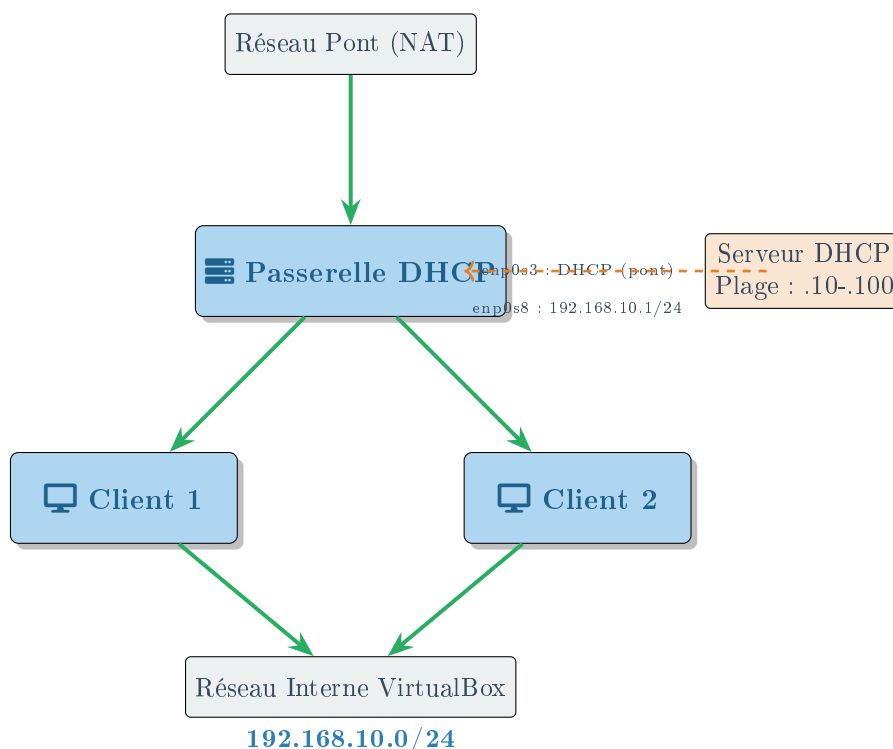 Réseau Pont (NAT)
Passerelle DHCP
enp0s3 : DHCP (pont)
enp0s8 : 192.168.10.1/24
Serveur DHCP
Plage : .10-.100
Client 1
Client 2
Réseau Interne VirtualBox
192.168.10.0/24